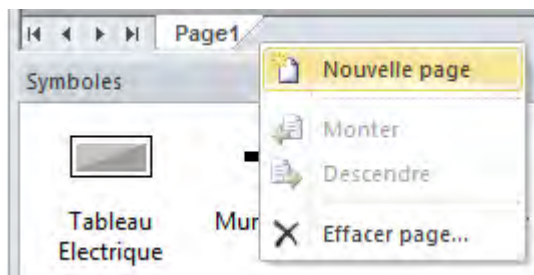 Page1
Nouvelle page
Symboles
Monter
Descendre
Tableau
Electrique
Mur
Effacer page...